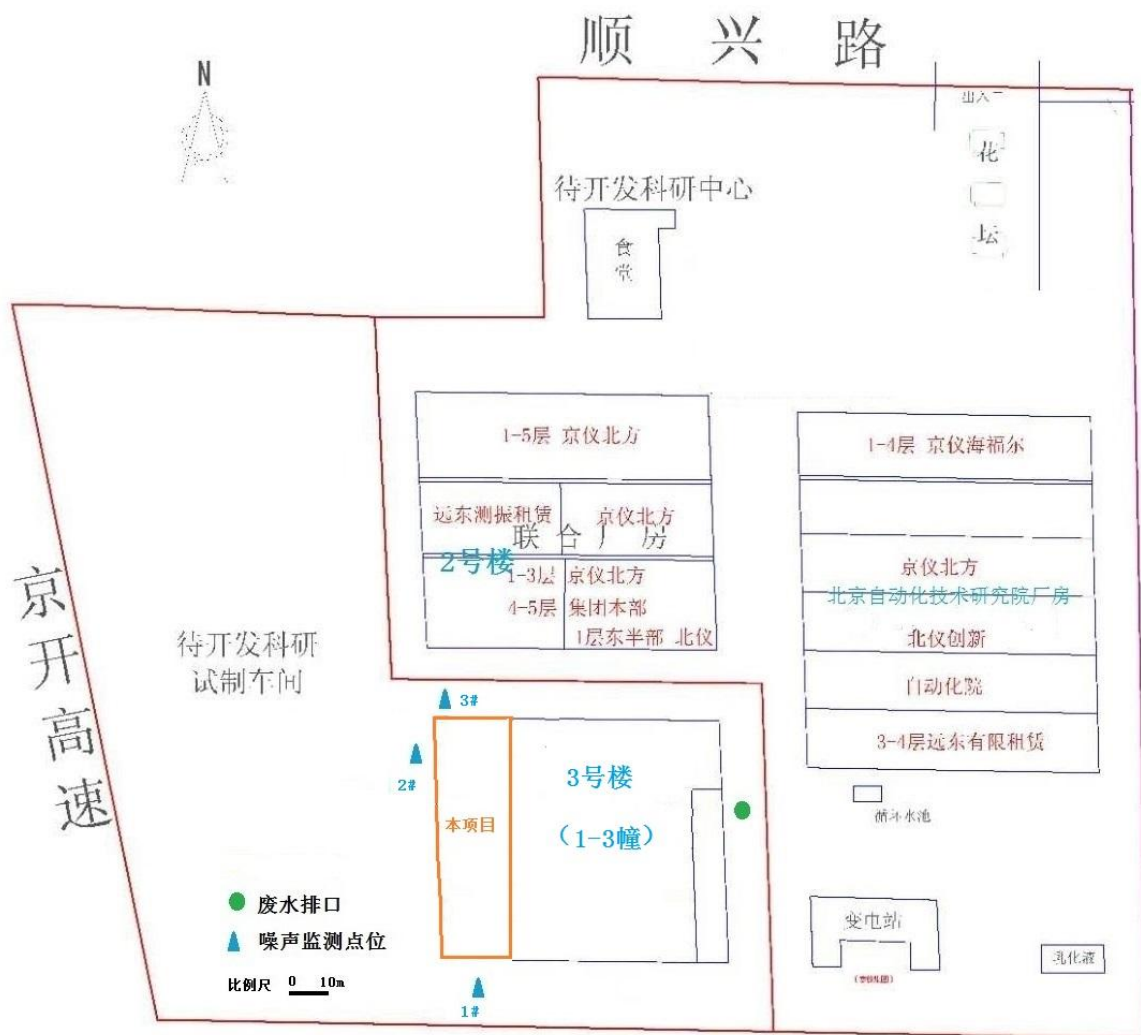 顺兴路
N
出入口
花坛
待开发科研中心
食堂
1-5层 京仪北方
1-4层 京仪海福尔
远东测振租赁
京仪北方
联合厂房
2号楼
1-3层 京仪北方
4-5层 集团本部
1层东半部 北仪
京仪北方
北京自动化技术研究院厂房
北仪创新
自动化院
3-4层远东有限租赁
京开高速
待开发科研
试制车间
3#
2#
3号楼
(1-3幢)
本项目
循环水池
废水排口
噪声监测点位
比例尺 0 10m
1#
变电站
乳化液